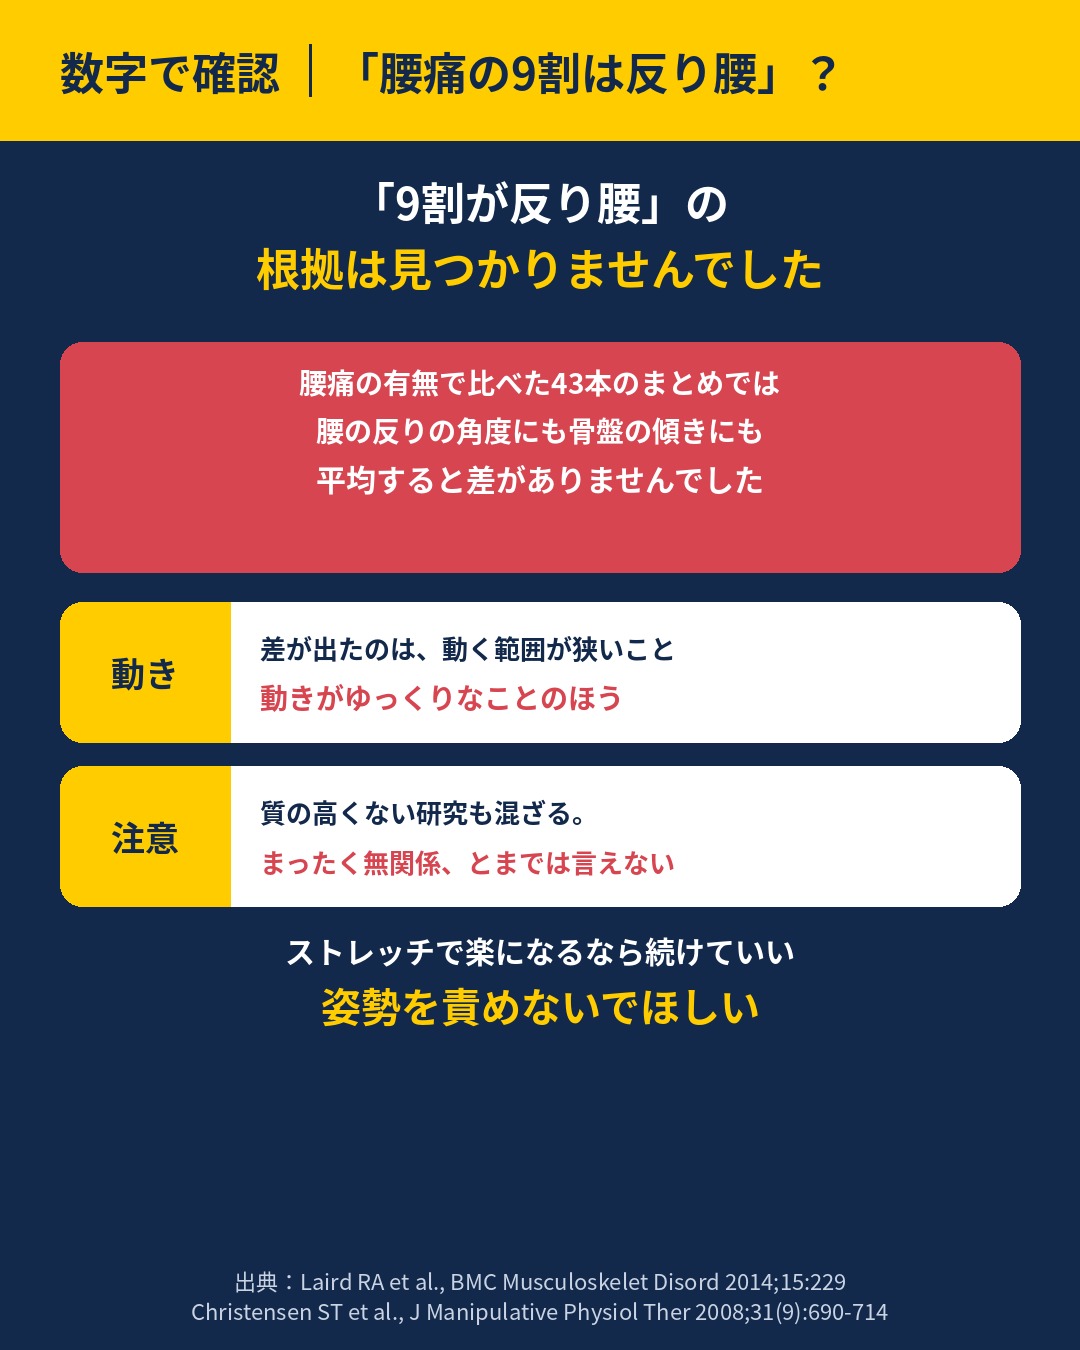 数字で確認｜「腰痛の9割は反り腰」？
「9割が反り腰」の
根拠は見つかりませんでした
腰痛の有無で比べた43本のまとめでは
腰の反りの角度にも骨盤の傾きにも
平均すると差がありませんでした
動き
差が出たのは、動く範囲が狭いこと
動きがゆっくりなことのほう
注意
質の高くない研究も混ざる。
まったく無関係、とまでは言えない
ストレッチで楽になるなら続けていい
姿勢を責めないでほしい
出典：Laird RA et al., BMC Musculoskelet Disord 2014;15:229
Christensen ST et al., J Manipulative Physiol Ther 2008;31(9):690-714